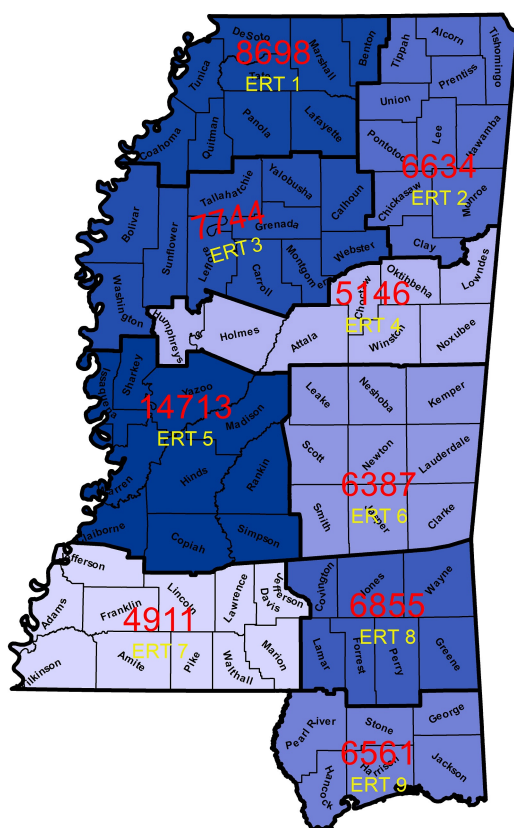 DeSoto
Marshall
Benton
Tippah
Alcorn
Tishomingo
8698
ERT 1
Tunica
Prentiss
Union
Coahoma
Quitman
Panola
Lafayette
Pontotoc
Lee
Itawamba
6634
ERT 2
Chickasaw
Monroe
Clay
Bolivar
Sunflower
Tallahatchie
Yalobusha
Calhoun
7744
ERT 3
Grenada
Webster
Carroll
Washington
Lowndes
Oktibbeha
5146
ERT 4
Choctaw
Winston
Noxubee
Humphreys
Holmes
Attala
Sharkey
Yazoo
Madison
14713
ERT 5
Leake
Neshoba
Kemper
Scott
Newton
Lauderdale
6387
ERT 6
Smith
Jasper
Clarke
Hinds
Rankin
Copiah
Simpson
Lincoln
Lawrence
Jefferson
Davis
Adams
Franklin
4911
ERT 7
Amite
Pike
Walthall
Marion
Covington
Jones
Wayne
6855
ERT 8
Lamar
Forrest
Perry
Greene
Pearl River
Stone
George
6561
ERT 9
Hancock
Harrison
Jackson